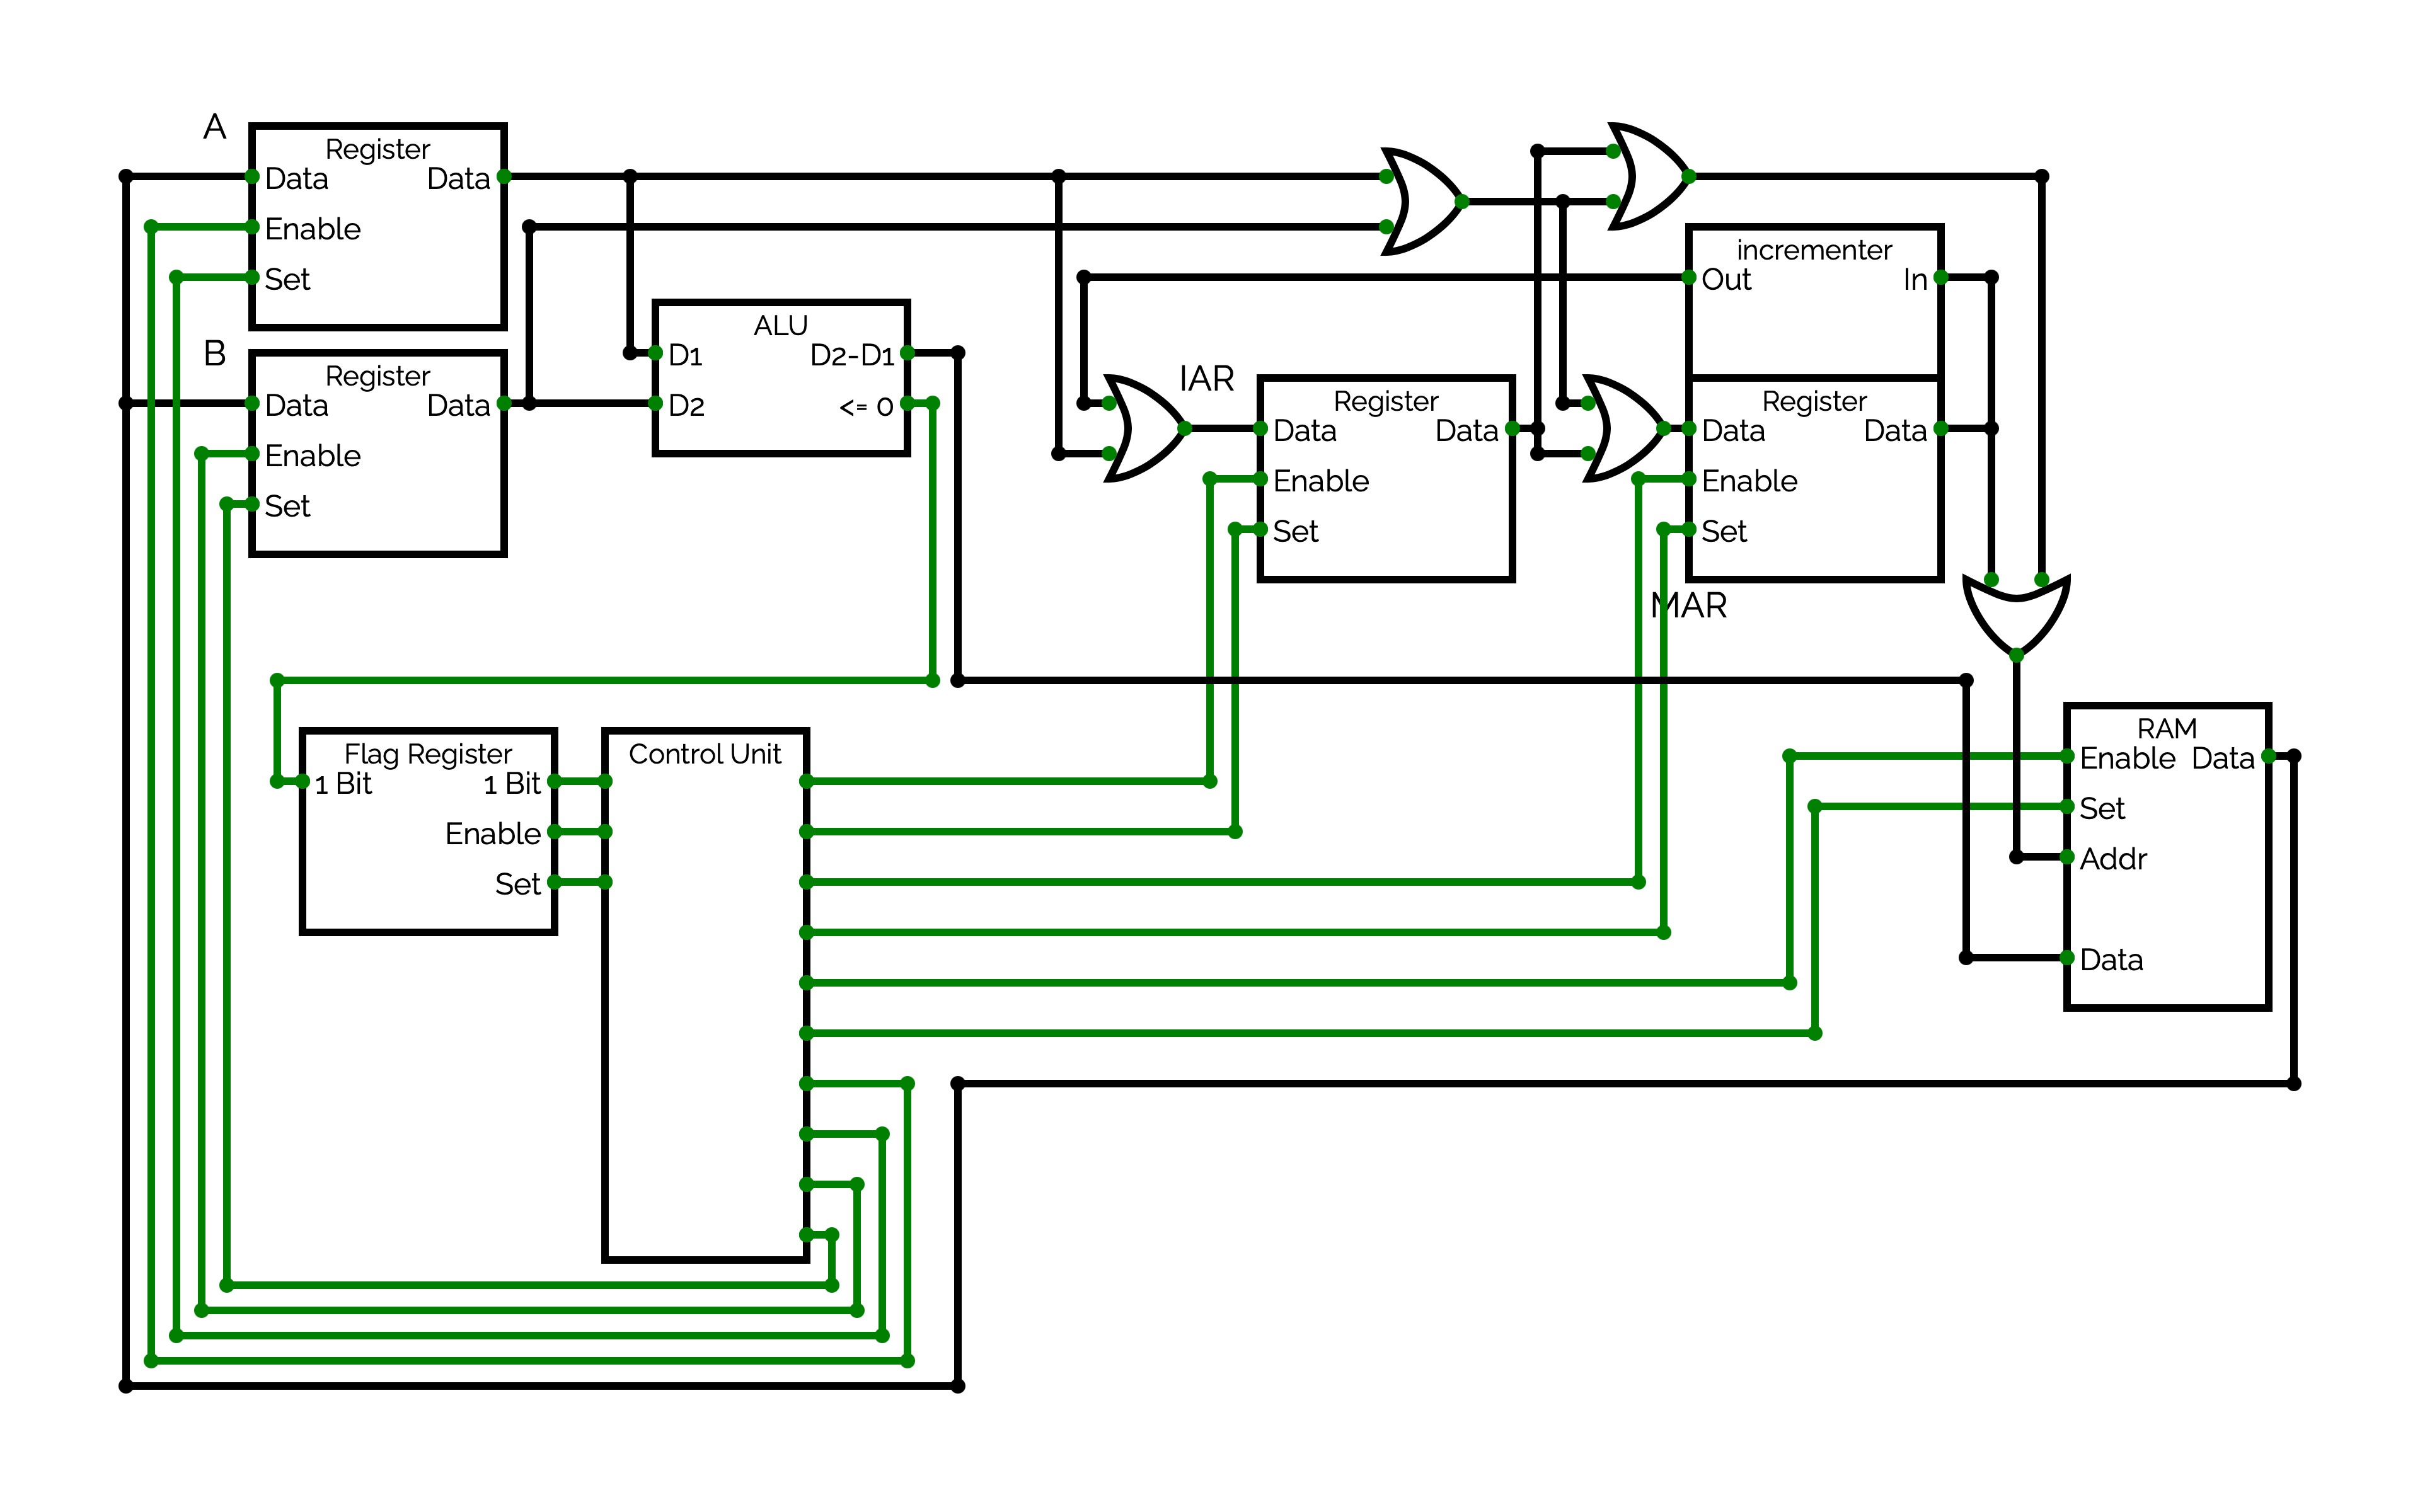 A
Register
Data Data
Enable
Set
B
Register
Data Data
Enable
Set
ALU
D1 D2-D1
D2 <= 0
IAR
Register
Data Data
Enable
Set
incrementer
Out In
Register
Data Data
Enable
Set
MAR
Flag Register
1 Bit 1 Bit
Enable
Set
Control Unit
RAM
Enable Data
Set
Addr
Data